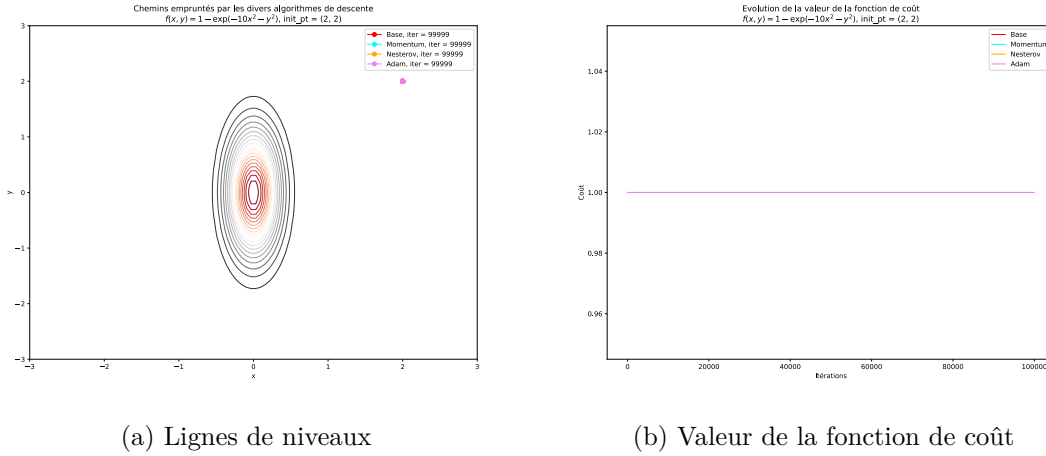 Chemins empruntés par les divers algorithmes de descente
f(x, y) = 1 − exp(−10x² − y²), init_pt = (2, 2)
Base, iter = 99999
Momentum, iter = 99999
Nesterov, iter = 99999
Adam, iter = 99999
3
2
1
0
−1
−2
−3
y
−3
−2
−1
0
1
2
3
x
(a) Lignes de niveaux
Evolution de la valeur de la fonction de coût
f(x, y) = 1 − exp(−10x² − y²), init_pt = (2, 2)
Base
Momentum
Nesterov
Adam
1.04
1.02
1.00
0.98
0.96
Coût
0
20000
40000
60000
80000
100000
Itérations
(b) Valeur de la fonction de coût